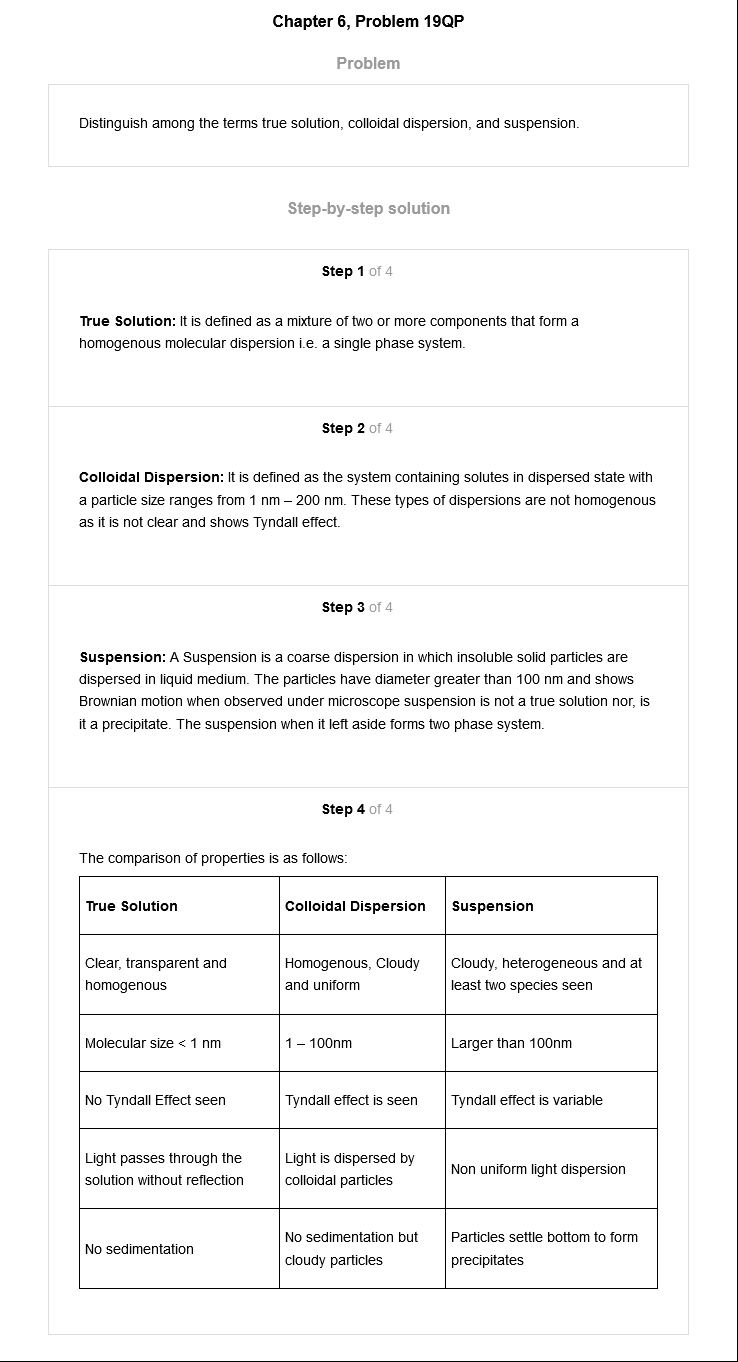 Chapter 6, Problem 19QP
Problem
Distinguish among the terms true solution, colloidal dispersion, and suspension.
Step-by-step solution
Step 1 of 4
True Solution: It is defined as a mixture of two or more components that form a
homogenous molecular dispersion i.e. a single phase system.
Step 2 of 4
Colloidal Dispersion: It is defined as the system containing solutes in dispersed state with
a particle size ranges from 1 nm – 200 nm. These types of dispersions are not homogenous
as it is not clear and shows Tyndall effect.
Step 3 of 4
Suspension: A Suspension is a coarse dispersion in which insoluble solid particles are
dispersed in liquid medium. The particles have diameter greater than 100 nm and shows
Brownian motion when observed under microscope suspension is not a true solution nor, is
it a precipitate. The suspension when it left aside forms two phase system.
Step 4 of 4
The comparison of properties is as follows:
True Solution
Colloidal Dispersion
Suspension
Clear, transparent and
homogenous
Homogenous, Cloudy
and uniform
Cloudy, heterogeneous and at
least two species seen
Molecular size < 1 nm
1 – 100nm
Larger than 100nm
No Tyndall Effect seen
Tyndall effect is seen
Tyndall effect is variable
Light passes through the
solution without reflection
Light is dispersed by
colloidal particles
Non uniform light dispersion
No sedimentation
No sedimentation but
cloudy particles
Particles settle bottom to form
precipitates